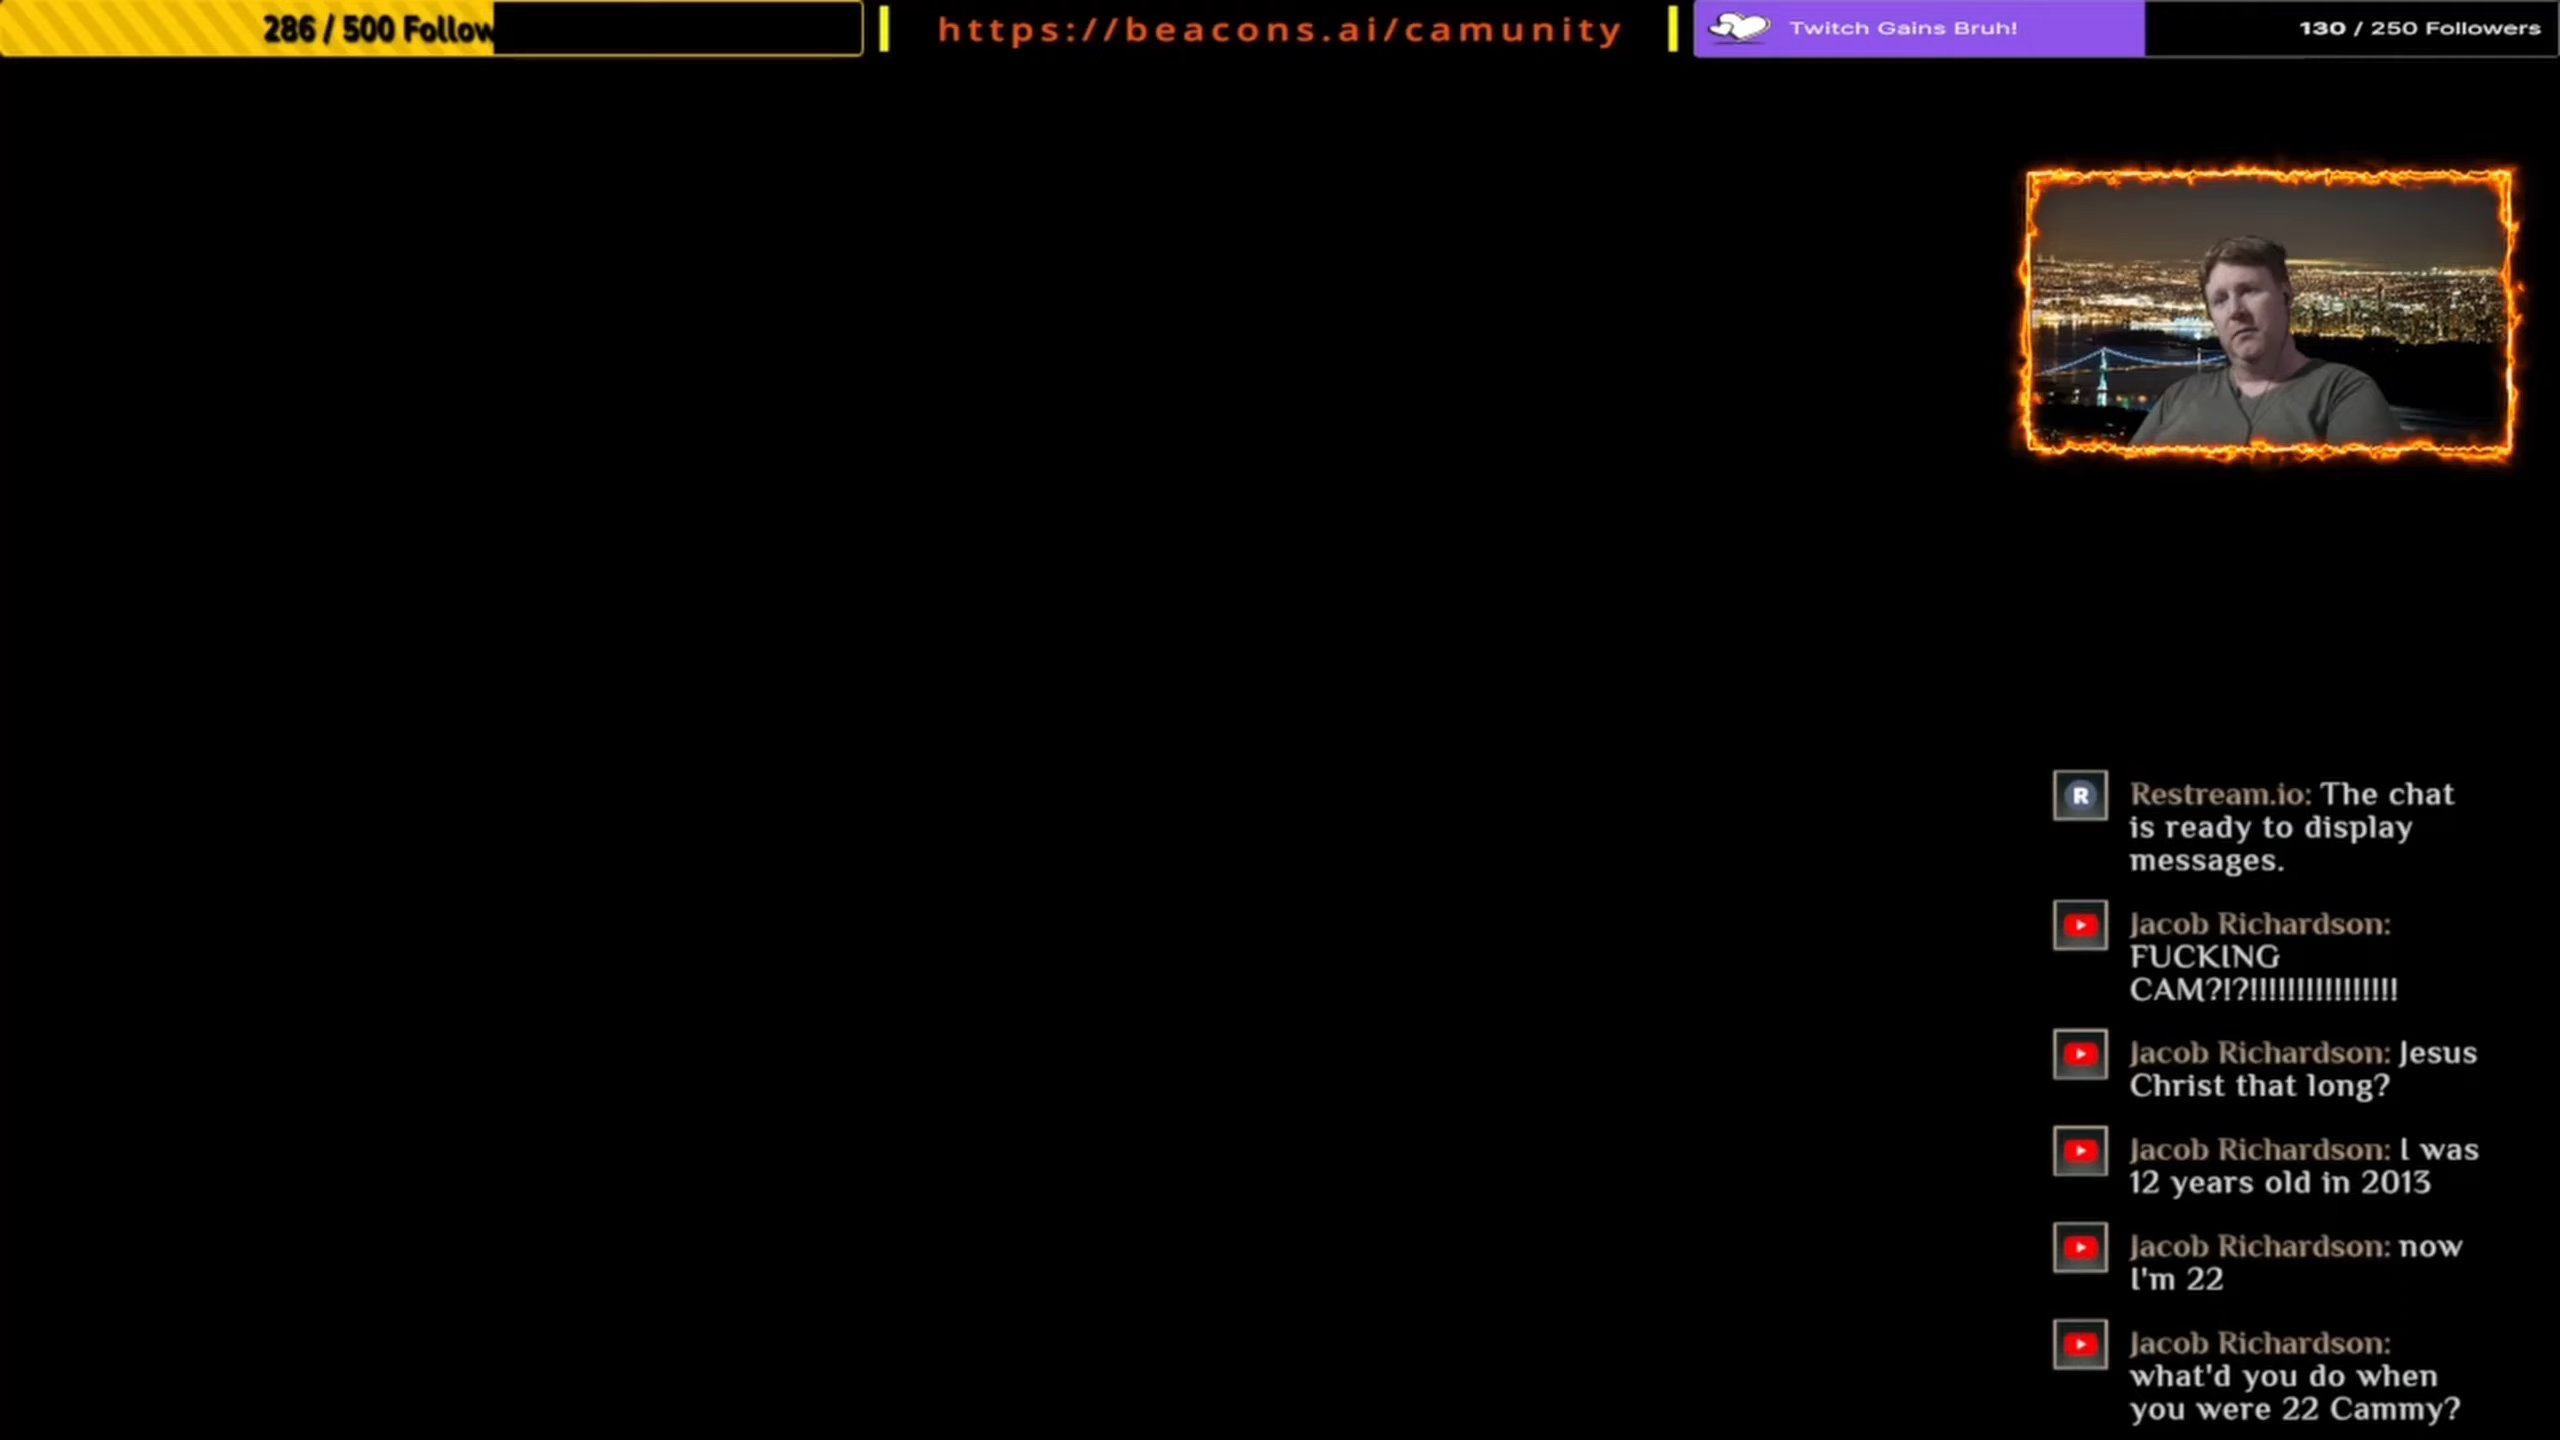 286 / 500 Follow
https://beacons.ai/camunity
Twitch Gains Bruh!
130 / 250 Followers
R
Restream.io: The chat
is ready to display
messages.
Jacob Richardson:
FUCKING
CAM?!?!!!!!!!!!!!!!!!!
Jacob Richardson: Jesus
Christ that long?
Jacob Richardson: I was
12 years old in 2013
Jacob Richardson: now
I'm 22
Jacob Richardson:
what'd you do when
you were 22 Cammy?